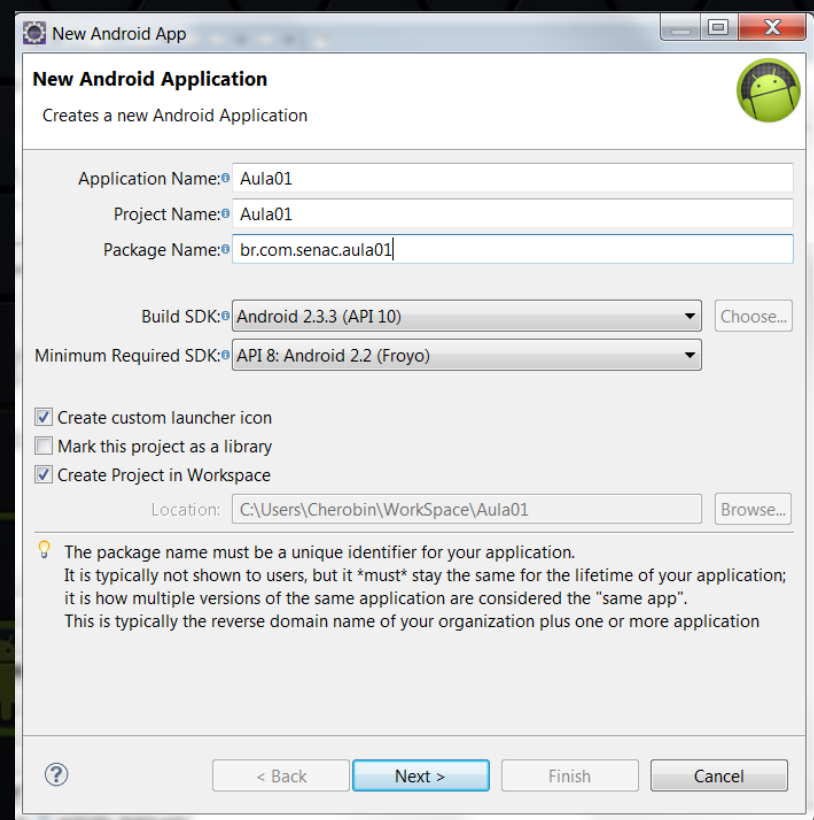 New Android App
New Android Application
Creates a new Android Application
Application Name: Aula01
Project Name: Aula01
Package Name: br.com.senac.aula01
Build SDK: Android 2.3.3 (API 10) Choose...
Minimum Required SDK: API 8: Android 2.2 (Froyo)
Create custom launcher icon
Mark this project as a library
Create Project in Workspace
Location: C:\Users\Cherobin\WorkSpace\Aula01 Browse...
The package name must be a unique identifier for your application.
It is typically not shown to users, but it *must* stay the same for the lifetime of your application;
it is how multiple versions of the same application are considered the "same app".
This is typically the reverse domain name of your organization plus one or more application
? < Back Next > Finish Cancel